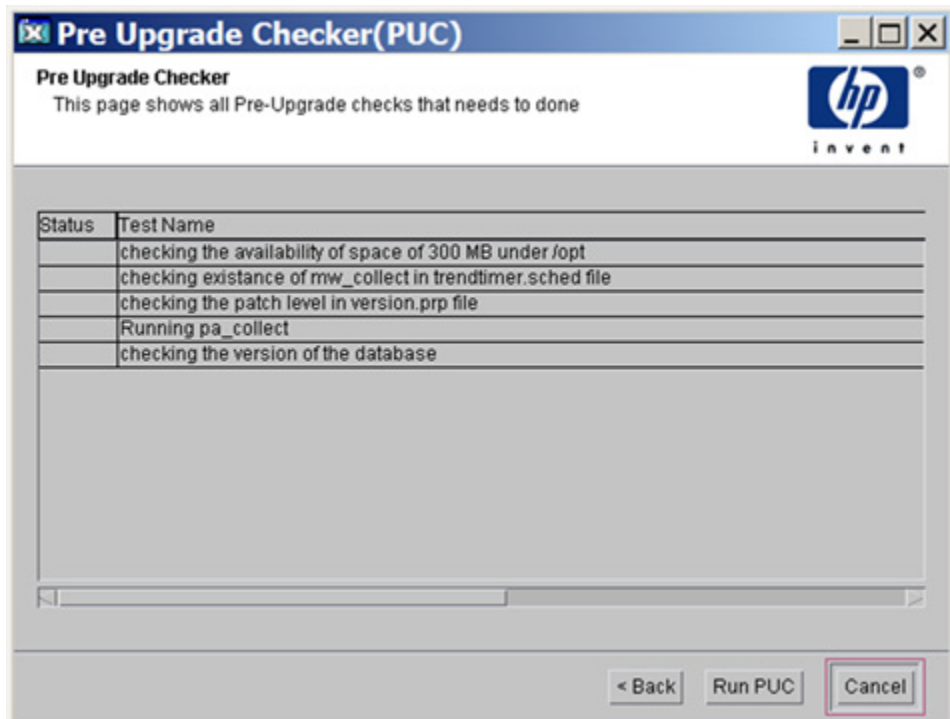 Pre Upgrade Checker(PUC)
Pre Upgrade Checker
This page shows all Pre-Upgrade checks that needs to done
hp
®
invent
Status Test Name
checking the availability of space of 300 MB under /opt
checking existance of mw_collect in trendtimer.sched file
checking the patch level in version.prp file
Running pa_collect
checking the version of the database
< Back Run PUC Cancel